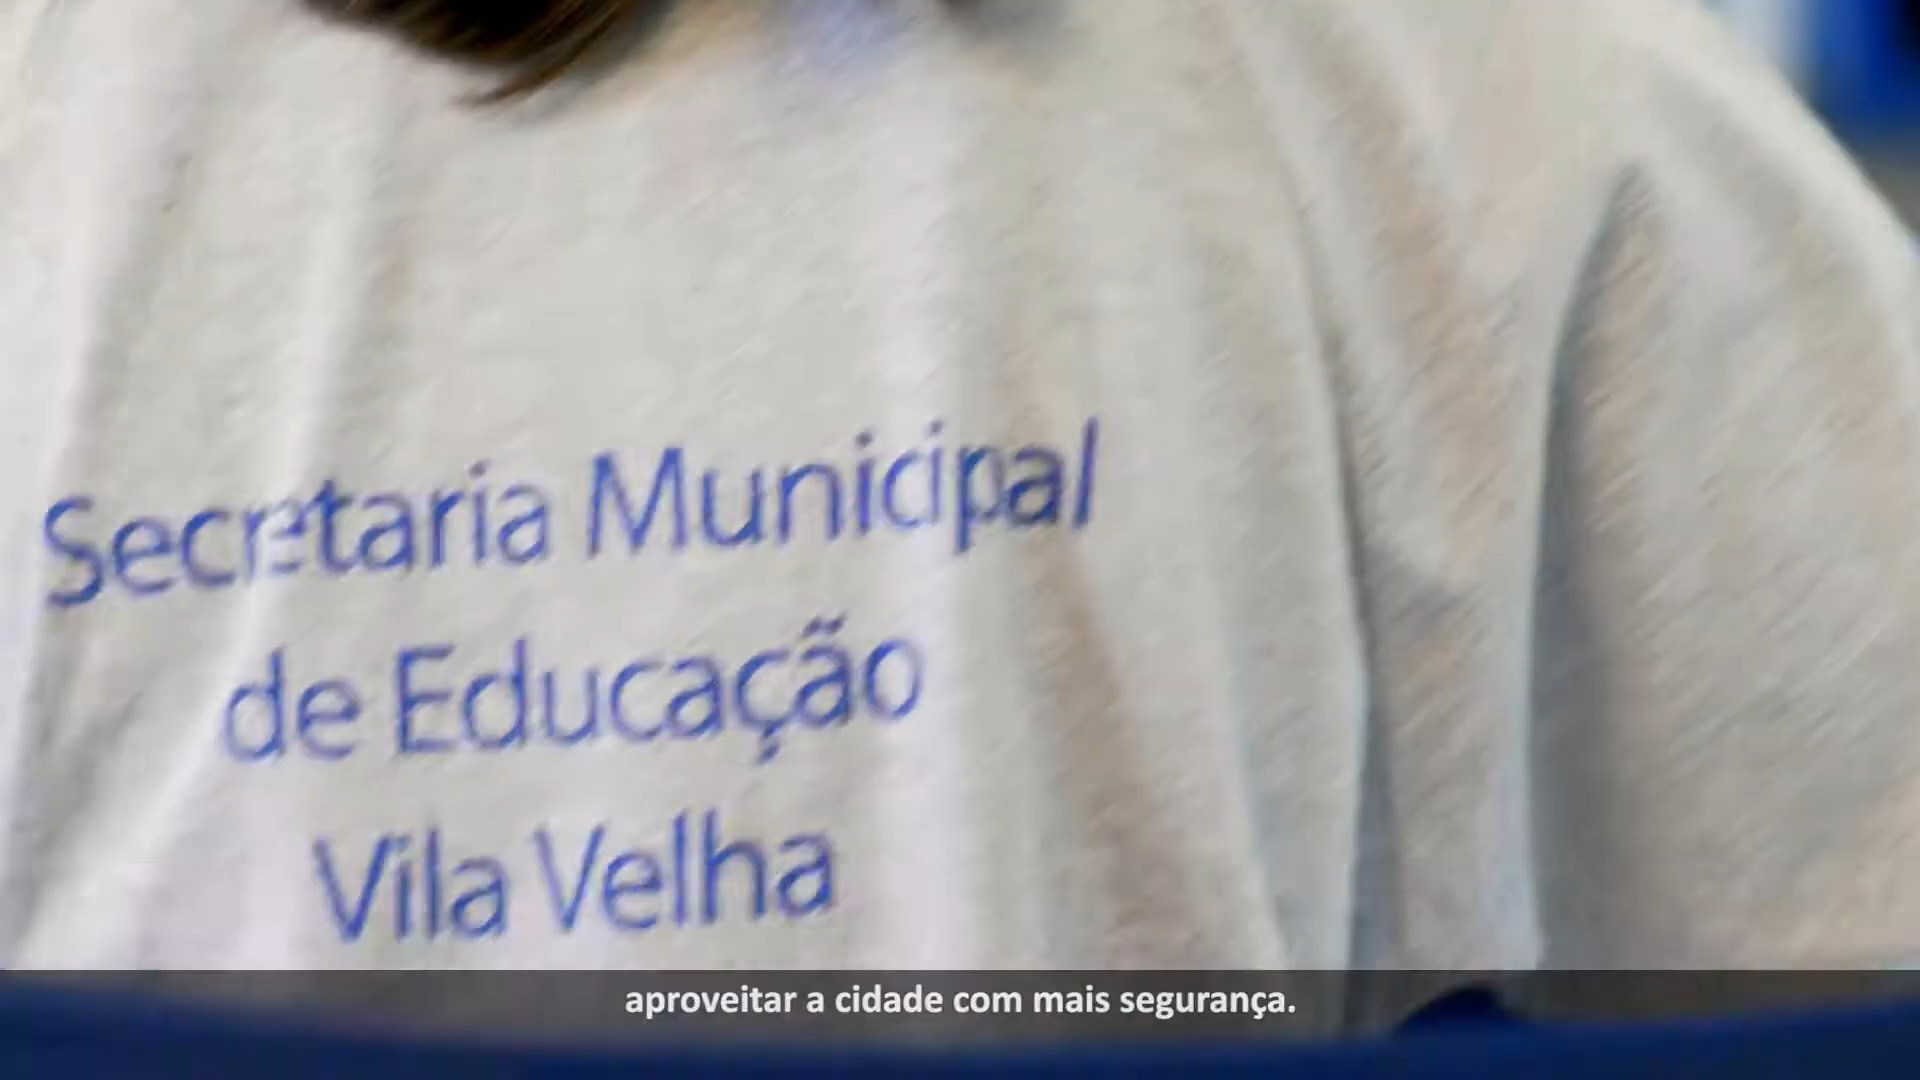 Secretaria Municipal
de Educação
Vila Velha
aproveitar a cidade com mais segurança.